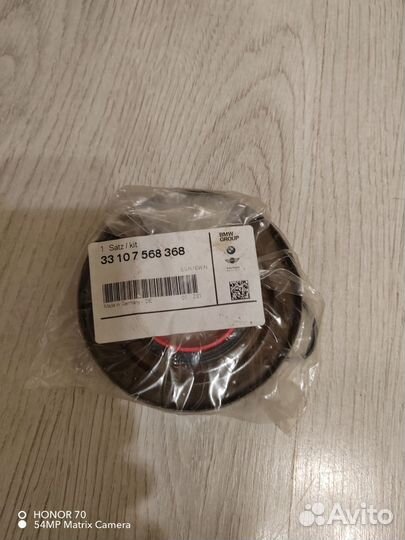 1 Satz / kit
33 10 7 568 368
Made in Germany
DE
BMW
GROUP
HONOR 70
54MP Matrix Camera
Avito